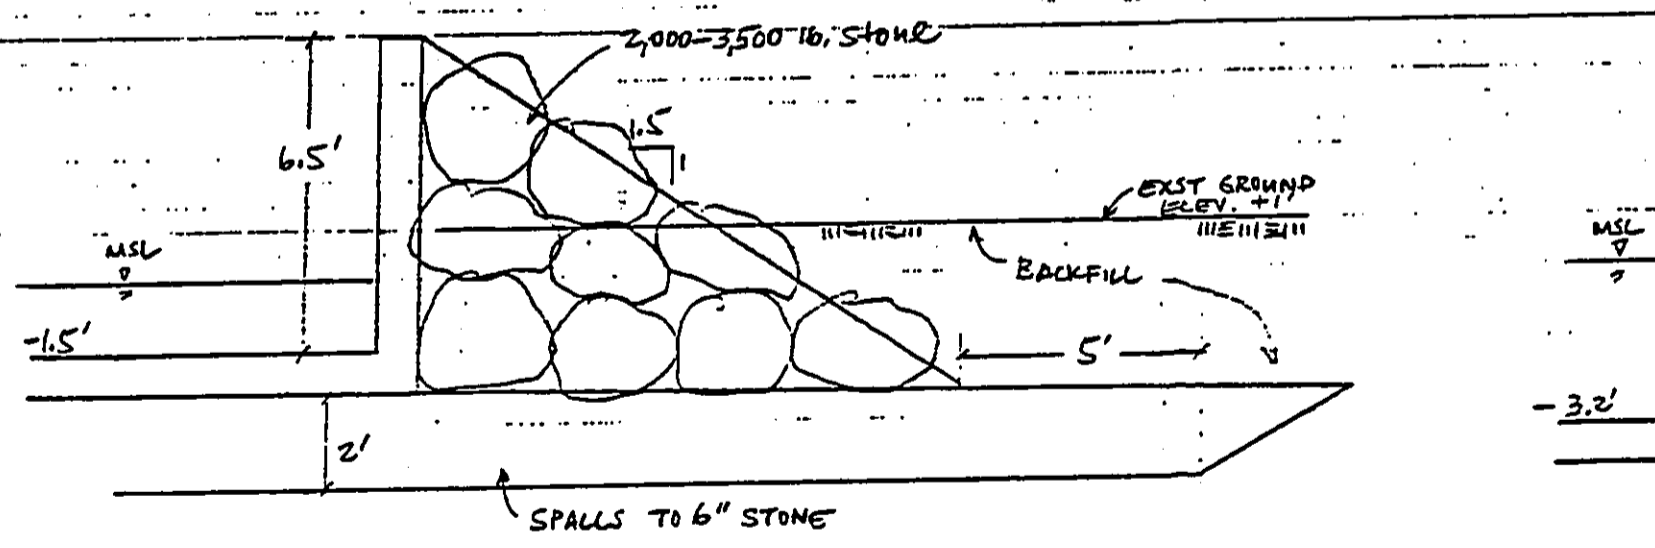 2,000-3,500 lb. Stone
1.5
1
6.5'
EXST GROUND
ELEV. +1'
MSL
MSL
BACKFILL
-1.5'
5'
-3.2'
2'
SPALLS TO 6" STONE